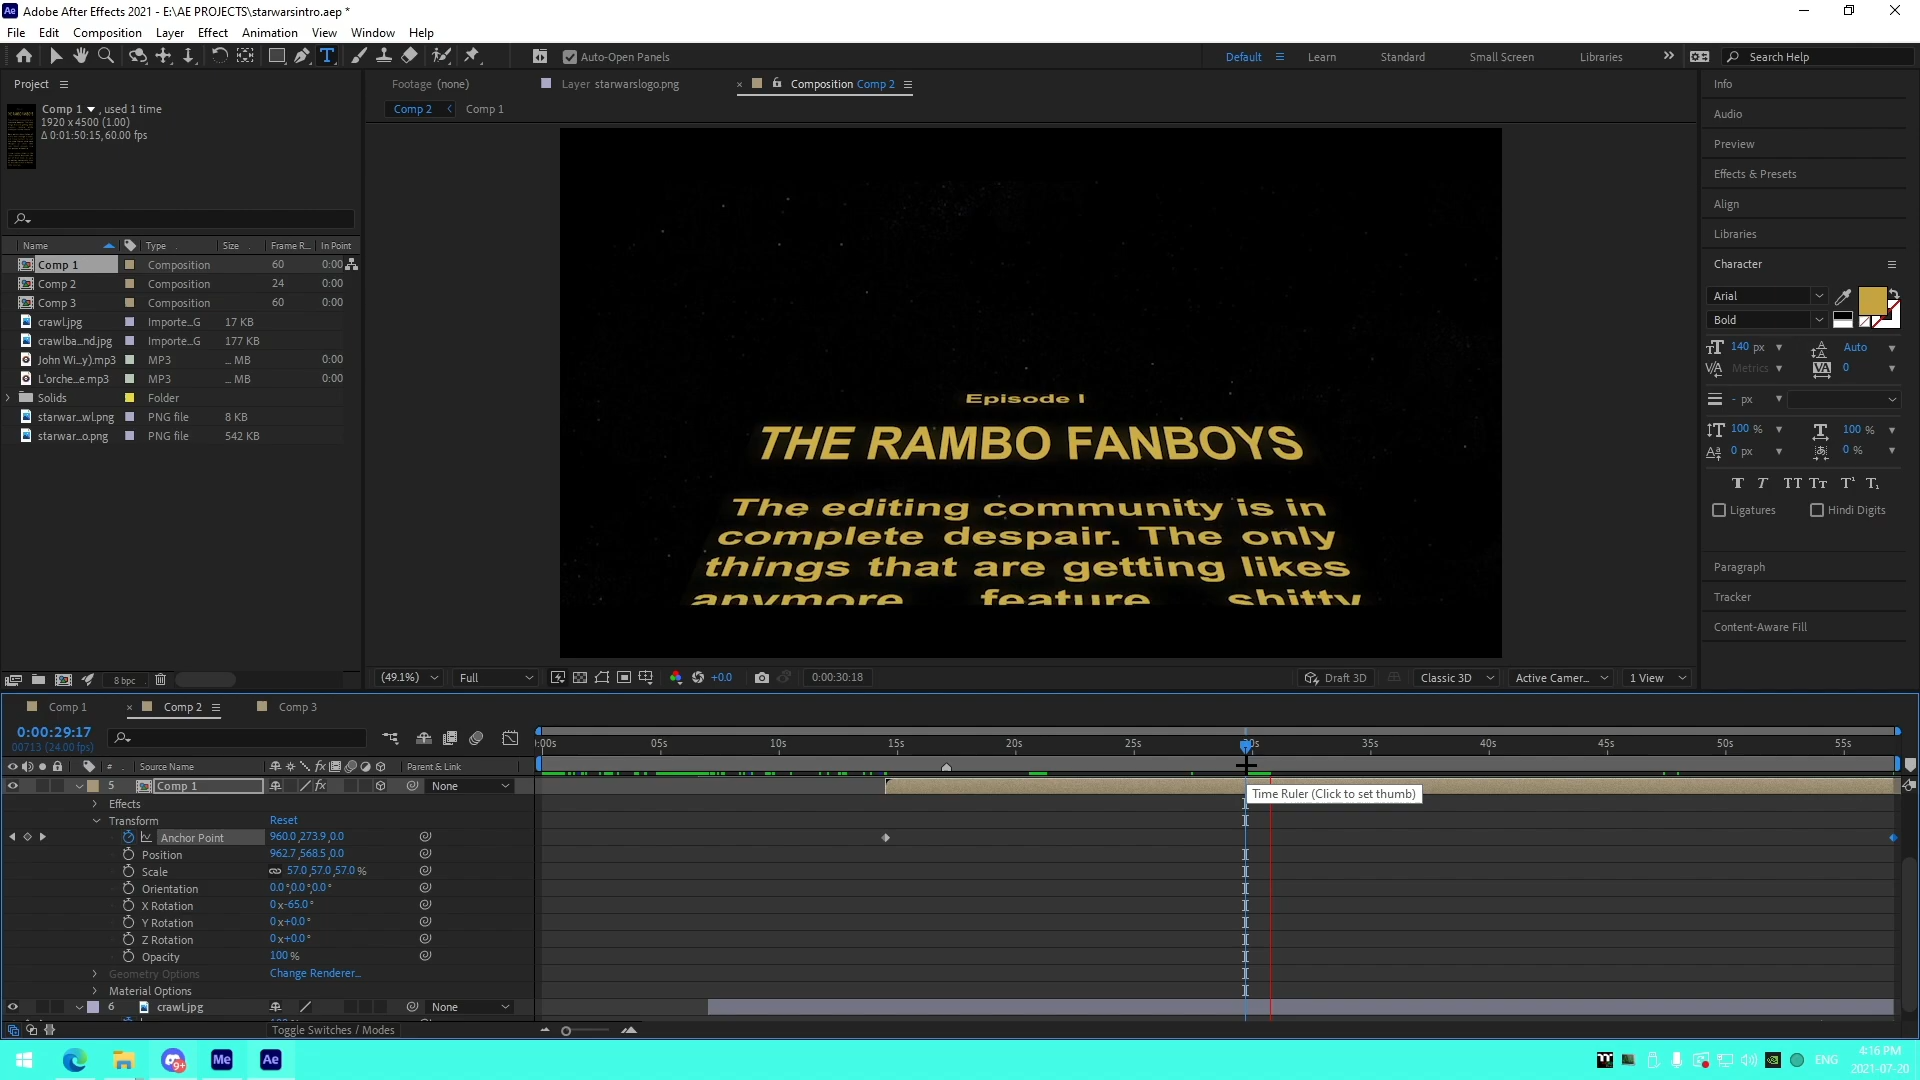 Adobe After Effects 2021 - E:\AE PROJECTS\starwarsintro.aep *
File Edit Composition Layer Effect Animation View Window Help
Auto-Open Panels
Default Learn Standard Small Screen Libraries Search Help
Project
Footage (none) Layer starwarslogo.png Composition Comp 2
Comp 2 Comp 1
Comp 1 , used 1 time
1920 x 4500 (1.00)
Δ 0:01:50:15, 60.00 fps
Name Type Size Frame R... In Point
Comp 1 Composition 60 0:00
Comp 2 Composition 24 0:00
Comp 3 Composition 60 0:00
crawl.jpg Importe...G 17 KB
crawlba...nd.jpg Importe...G 177 KB
John Wi...y).mp3 MP3 ... MB 0:00
L'orche...e.mp3 MP3 ... MB 0:00
Solids Folder
starwar...wl.png PNG file 8 KB
starwar...o.png PNG file 542 KB
8 bpc
Episode I
THE RAMBO FANBOYS
The editing community is in
complete despair. The only
things that are getting likes
anymore feature shitty
(49.1%) Full +0.0 0:00:30:18 Draft 3D Classic 3D Active Camer... 1 View
Info
Audio
Preview
Effects & Presets
Align
Libraries
Character
Arial
Bold
140 px Auto
Metrics 0
- px
100 % 100 %
0 px 0 %
T T TT Tт T¹ T₁
Ligatures Hindi Digits
Paragraph
Tracker
Content-Aware Fill
Comp 1 Comp 2 Comp 3
0:00:29:17
00713 (24.00 fps)
:00s 05s 10s 15s 20s 25s 30s 35s 40s 45s 50s 55s
# Source Name Parent & Link
5 Comp 1 None
Time Ruler (Click to set thumb)
Effects
Transform Reset
Anchor Point 960.0,273.9,0.0
Position 962.7,568.5,0.0
Scale 57.0,57.0,57.0 %
Orientation 0.0°,0.0°,0.0°
X Rotation 0x-65.0°
Y Rotation 0x+0.0°
Z Rotation 0x+0.0°
Opacity 100 %
Geometry Options Change Renderer...
Material Options
6 crawl.jpg None
Toggle Switches / Modes
9+ Me Ae
ENG
4:16 PM
2021-07-20